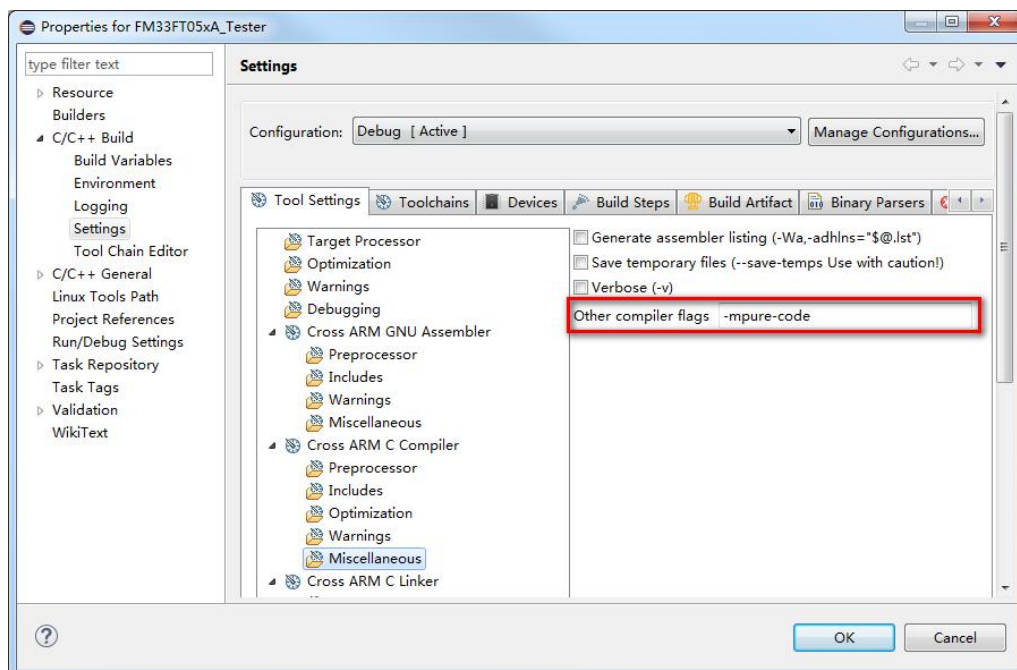 Properties for FM33FT05xA_Tester
type filter text
Resource
Builders
C/C++ Build
Build Variables
Environment
Logging
Settings
Tool Chain Editor
C/C++ General
Linux Tools Path
Project References
Run/Debug Settings
Task Repository
Task Tags
Validation
WikiText
Settings
Configuration: Debug [ Active ] Manage Configurations...
Tool Settings Toolchains Devices Build Steps Build Artifact Binary Parsers
Target Processor
Optimization
Warnings
Debugging
Cross ARM GNU Assembler
Preprocessor
Includes
Warnings
Miscellaneous
Cross ARM C Compiler
Preprocessor
Includes
Optimization
Warnings
Miscellaneous
Cross ARM C Linker
Generate assembler listing (-Wa,-adhlns="$@.lst")
Save temporary files (--save-temps Use with caution!)
Verbose (-v)
Other compiler flags -mpure-code
OK Cancel